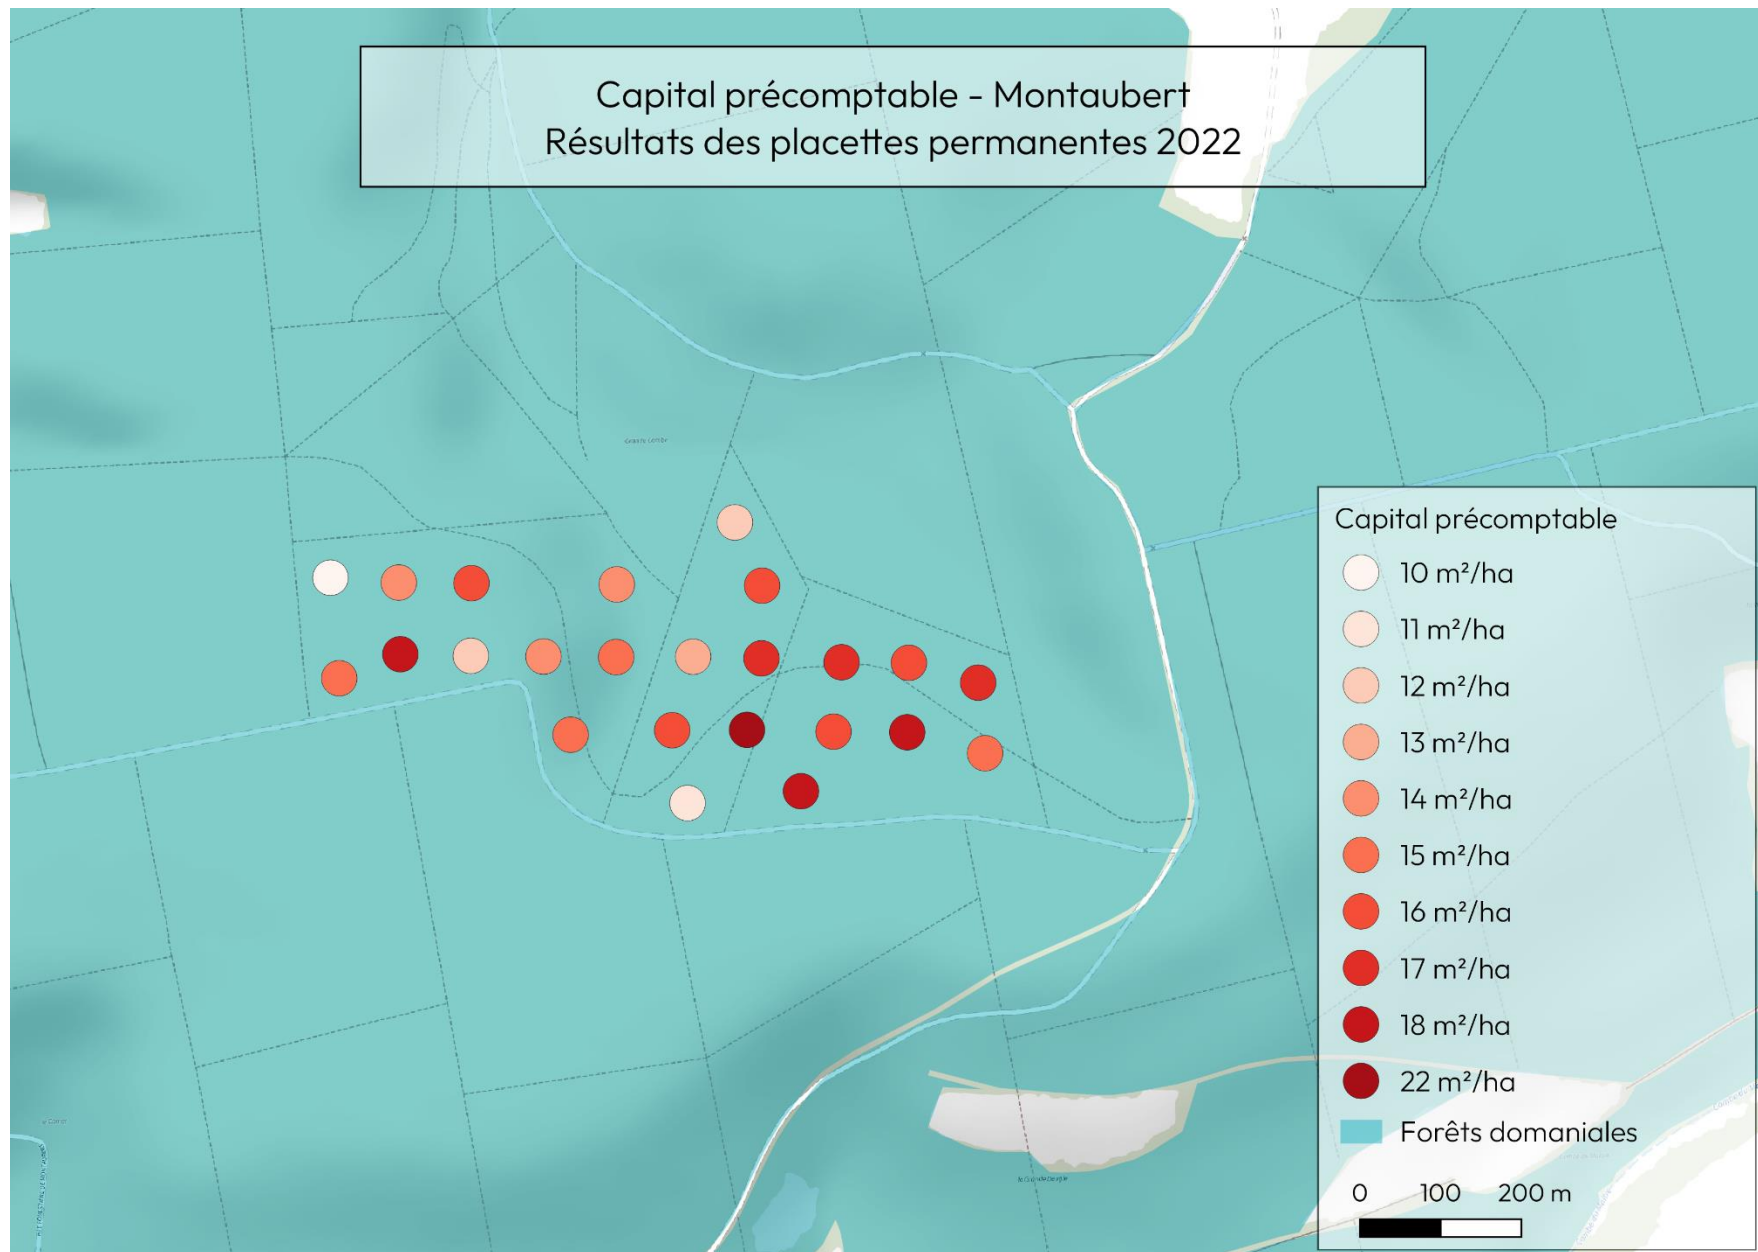 Capital précomptable - Montaubert
Résultats des placettes permanentes 2022
Capital précomptable
10 m²/ha
11 m²/ha
12 m²/ha
13 m²/ha
14 m²/ha
15 m²/ha
16 m²/ha
17 m²/ha
18 m²/ha
22 m²/ha
Forêts domaniales
0 100 200 m